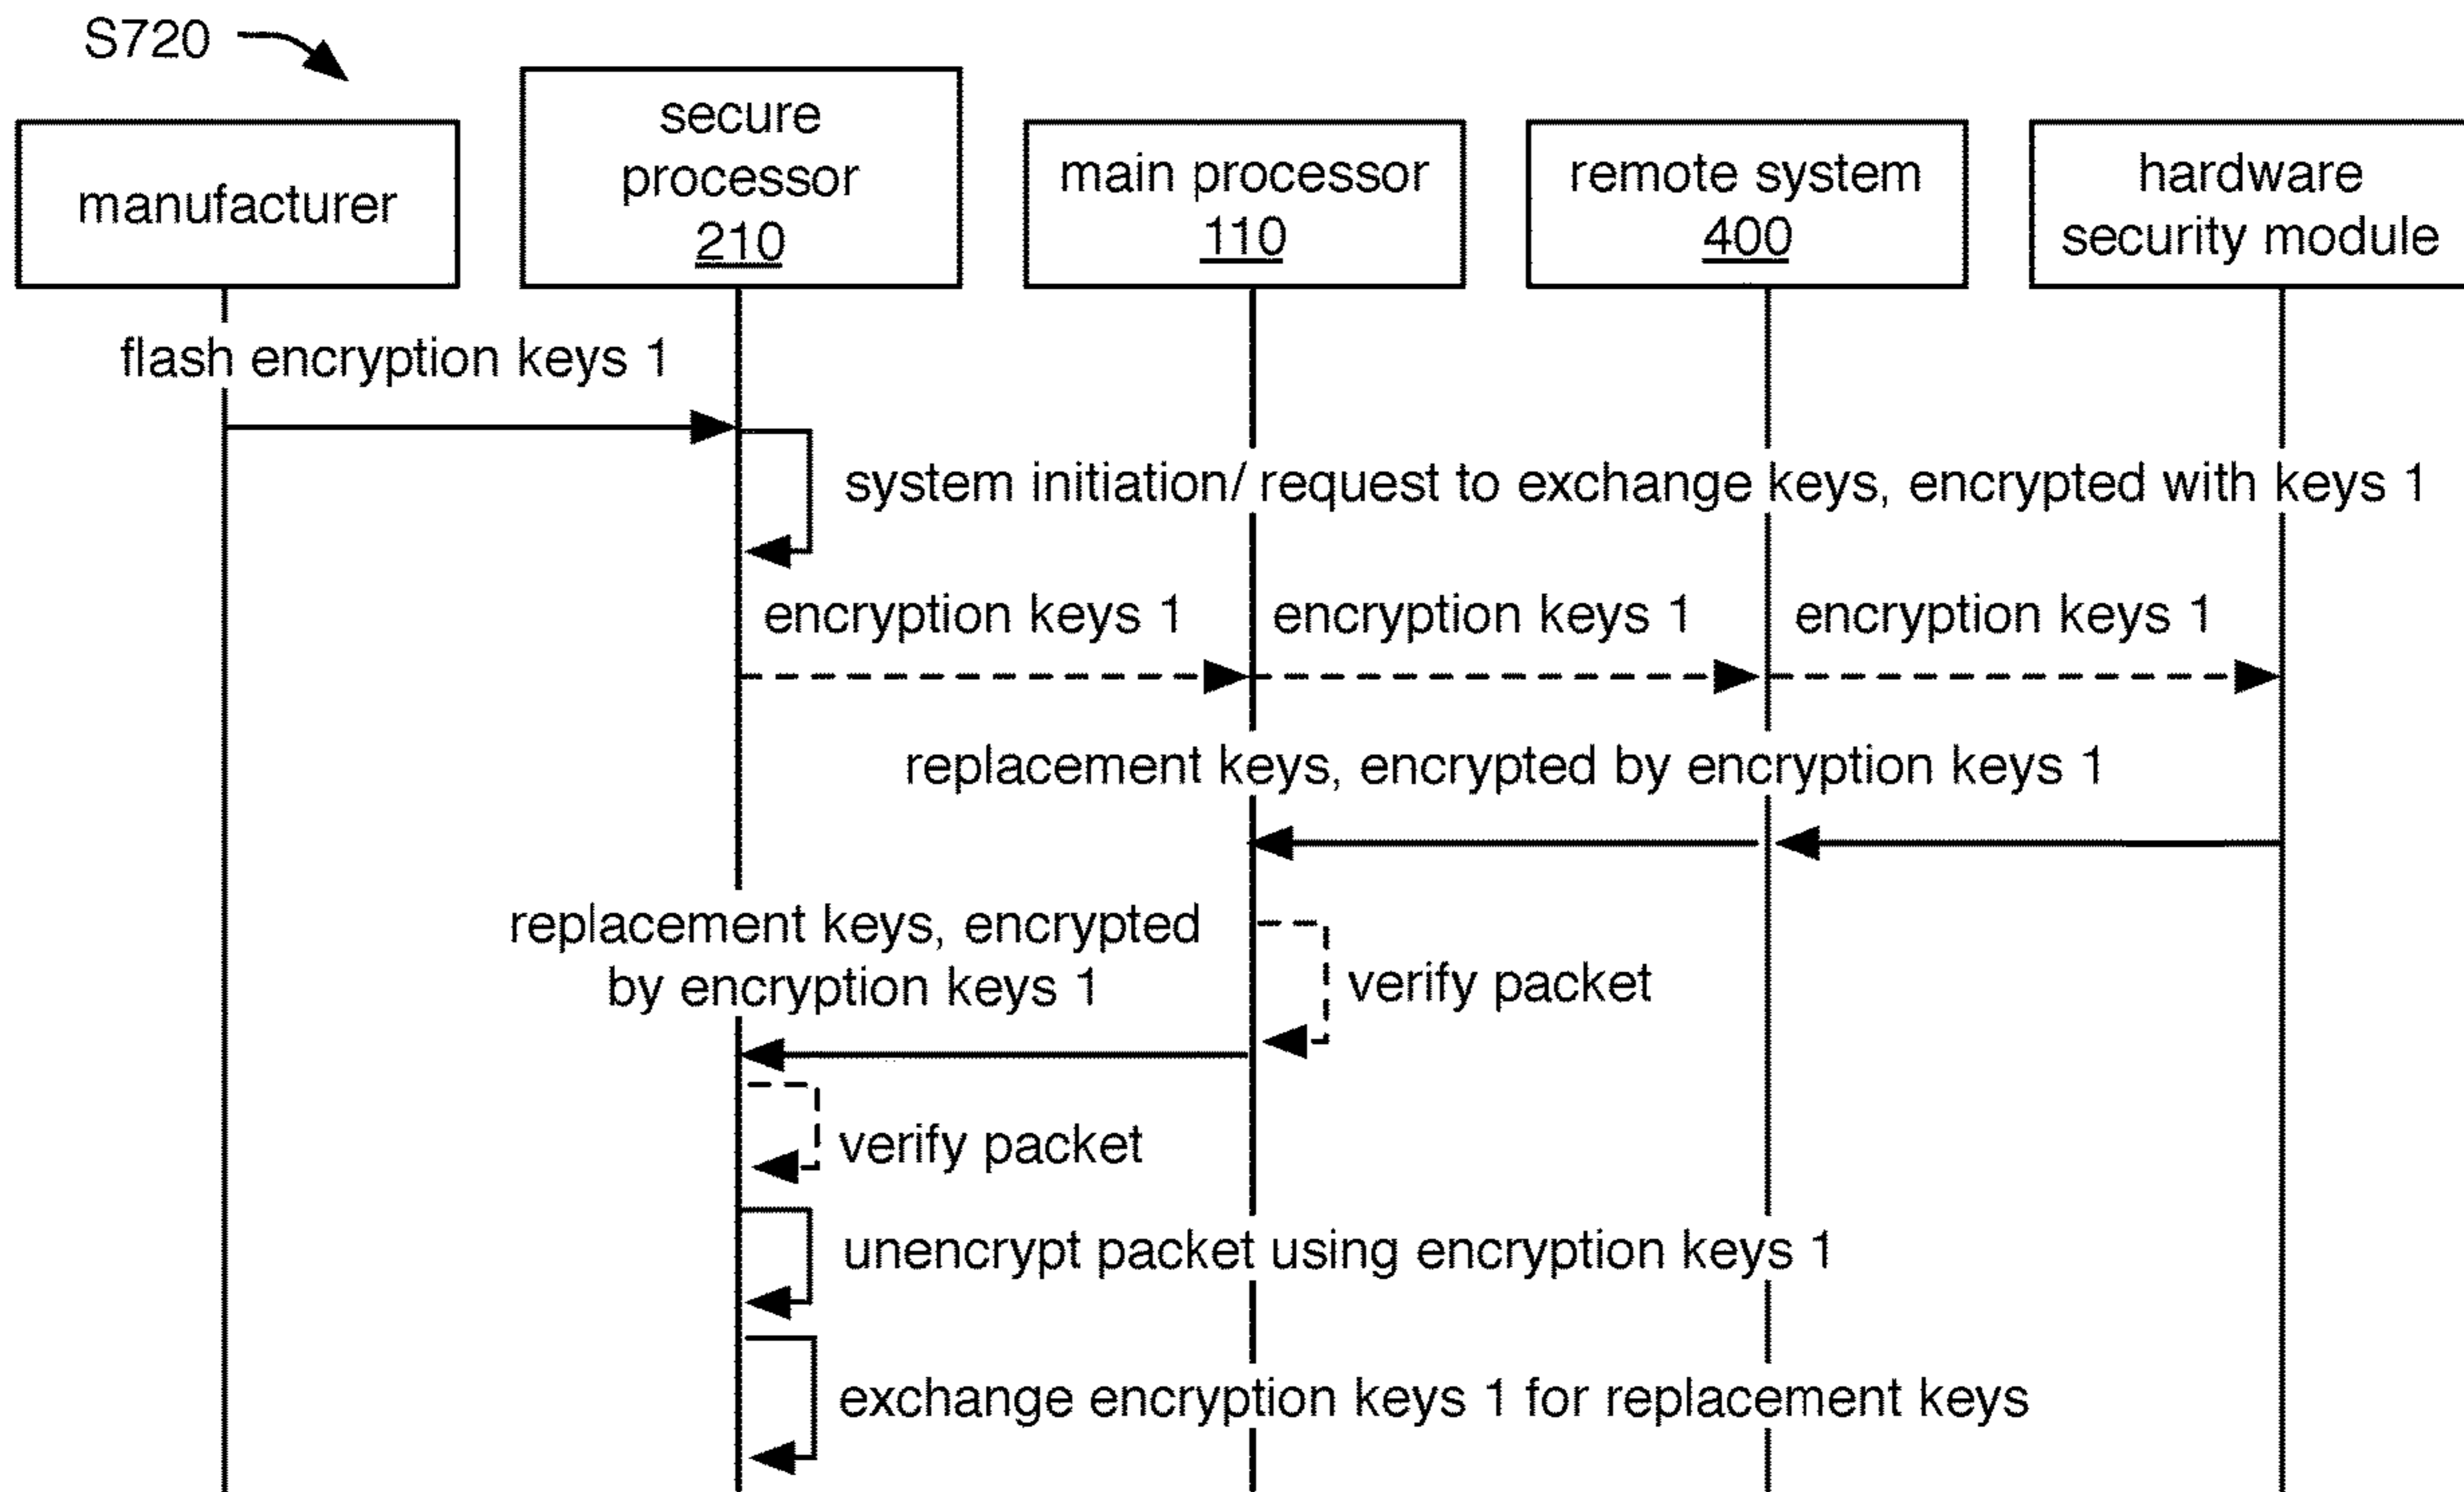 S720
manufacturer
secure
processor
210
main processor
110
remote system
400
hardware
security module
flash encryption keys 1
system initiation/ request to exchange keys, encrypted with keys 1
encryption keys 1
encryption keys 1
encryption keys 1
replacement keys, encrypted by encryption keys 1
replacement keys, encrypted
by encryption keys 1
verify packet
verify packet
unencrypt packet using encryption keys 1
exchange encryption keys 1 for replacement keys